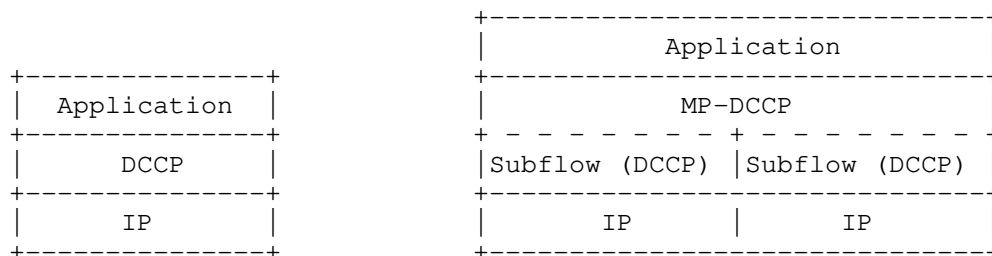 Application
Application
MP-DCCP
DCCP
Subflow (DCCP)
Subflow (DCCP)
IP
IP
IP